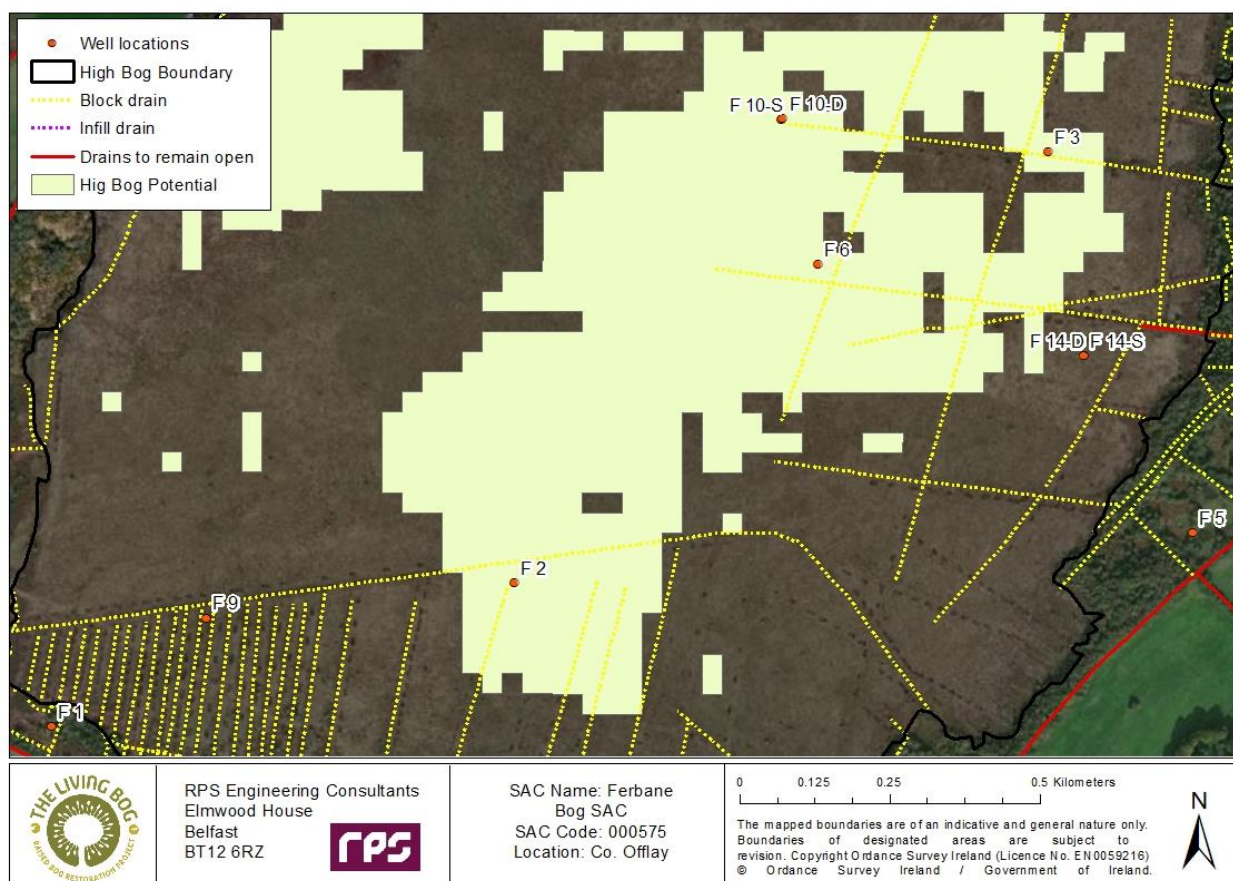 Well locations
High Bog Boundary
Block drain
Infill drain
Drains to remain open
Hig Bog Potential
F 10-S F 10-D
F 3
F 6
F 14-D F 14-S
F 5
F 2
F 9
F 1
THE LIVING BOG
RAISED BOG RESTORATION PROJECT
RPS Engineering Consultants
Elmwood House
Belfast
BT12 6RZ
rps
SAC Name: Ferbane
Bog SAC
SAC Code: 000575
Location: Co. Offlay
0 0.125 0.25 0.5 Kilometers
The mapped boundaries are of an indicative and general nature only.
Boundaries of designated areas are subject to
revision. Copyright Ordance Survey Ireland (Licence No. EN0059216)
© Ordance Survey Ireland / Government of Ireland.
N